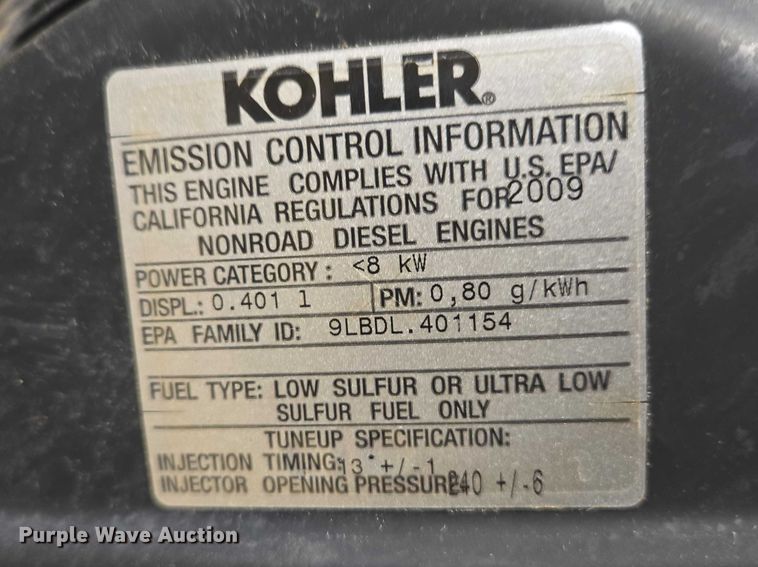 KOHLER®
EMISSION CONTROL INFORMATION
THIS ENGINE COMPLIES WITH U.S. EPA/
CALIFORNIA REGULATIONS FOR 2009
NONROAD DIESEL ENGINES
POWER CATEGORY : <8 kW
DISPL.: 0.401 l PM: 0,80 g/kWh
EPA FAMILY ID: 9LBDL.401154
FUEL TYPE: LOW SULFUR OR ULTRA LOW
SULFUR FUEL ONLY
TUNEUP SPECIFICATION:
INJECTION TIMING: 13° +/-1
INJECTOR OPENING PRESSURE 240 +/-6
Purple Wave Auction